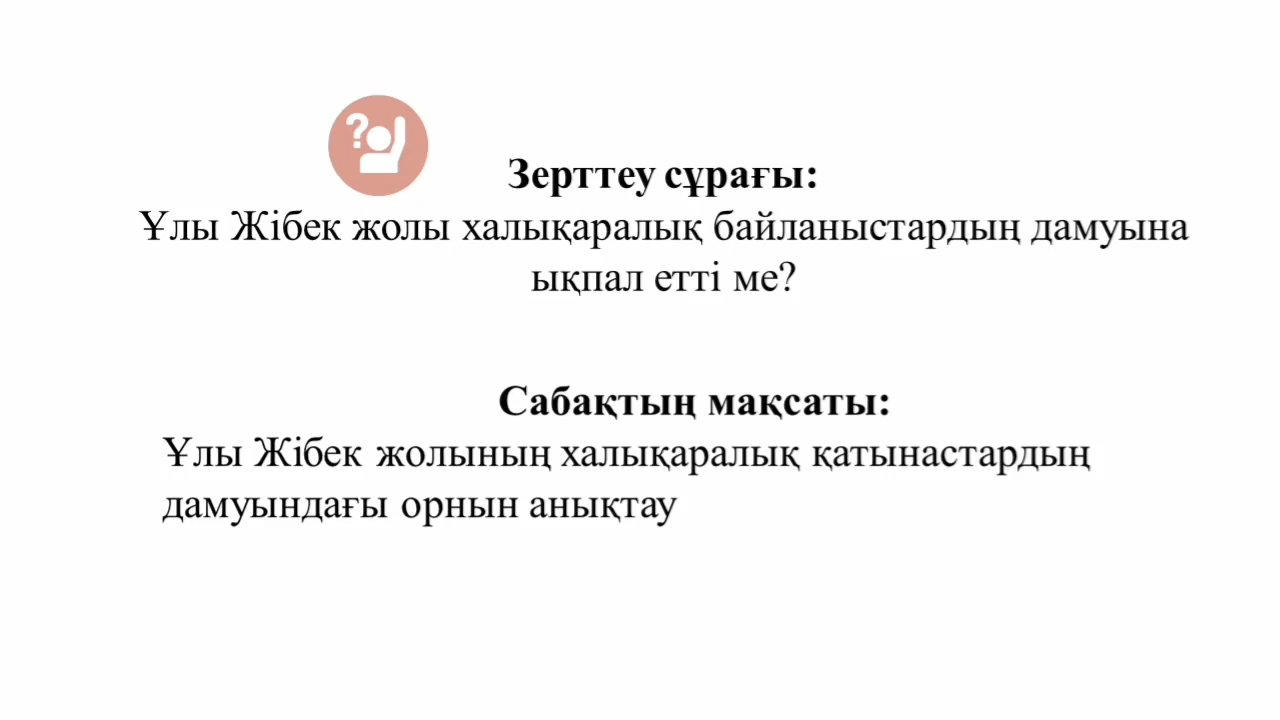 Зерттеу сұрағы:
Ұлы Жібек жолы халықаралық байланыстардың дамуына
ықпал етті ме?
Сабақтың мақсаты:
Ұлы Жібек жолының халықаралық қатынастардың
дамуындағы орнын анықтау